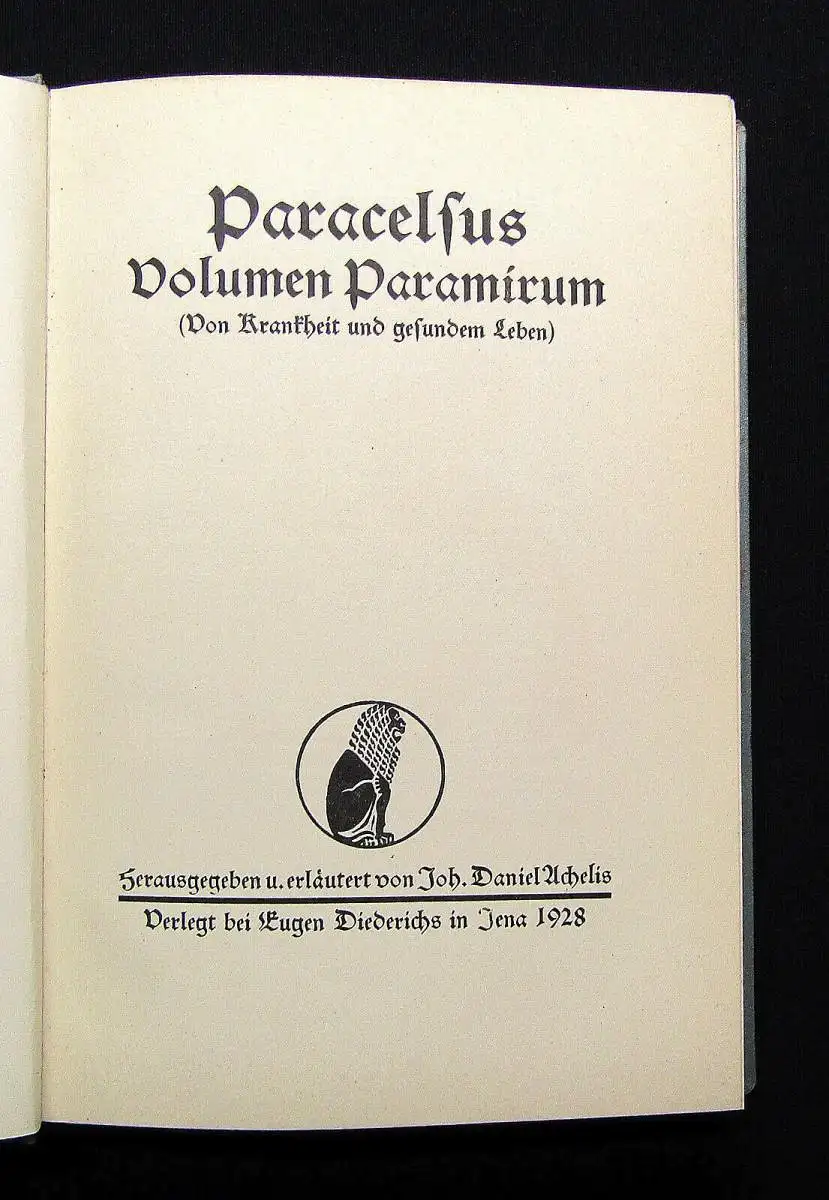 Paracelſus
Volumen Paramirum
(Von Krankheit und geſundem Leben)
Herausgegeben u. erläutert von Joh. Daniel Achelis
Verlegt bei Eugen Diederichs in Jena 1928